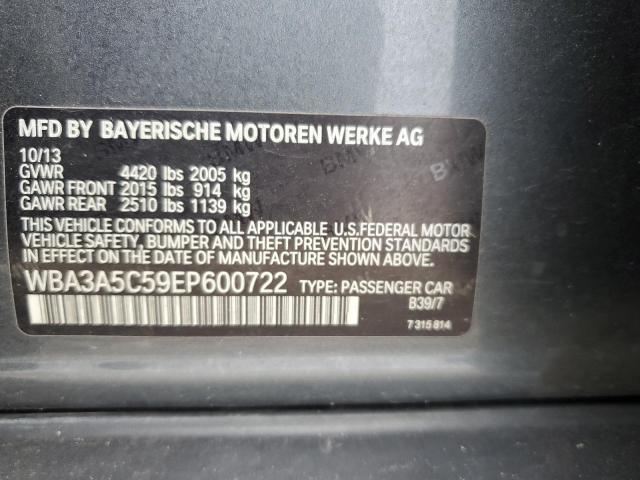 MFD BY BAYERISCHE MOTOREN WERKE AG
10/13
GVWR 4420 lbs 2005 kg
GAWR FRONT 2015 lbs 914 kg
GAWR REAR 2510 lbs 1139 kg
THIS VEHICLE CONFORMS TO ALL APPLICABLE U.S.FEDERAL MOTOR
VEHICLE SAFETY, BUMPER AND THEFT PREVENTION STANDARDS
IN EFFECT ON THE DATE OF MANUFACTURE SHOWN ABOVE.
WBA3A5C59EP600722 TYPE: PASSENGER CAR
B39/7
7 315 814